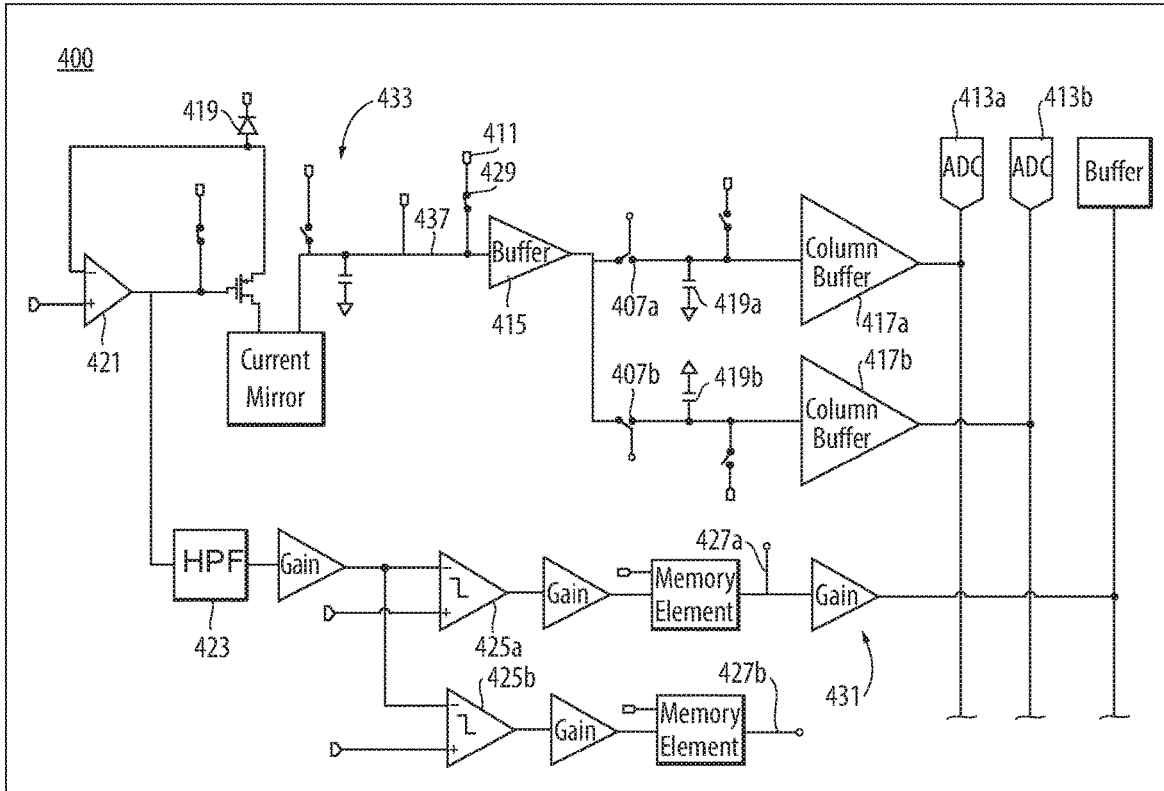 400
419
433
411
429
437
413a
413b
ADC
ADC
Buffer
421
Current
Mirror
Buffer
415
407a
419a
Column
Buffer
417a
407b
419b
417b
Column
Buffer
HPF
423
Gain
425a
Gain
Memory
Element
427a
Gain
431
425b
Gain
Memory
Element
427b